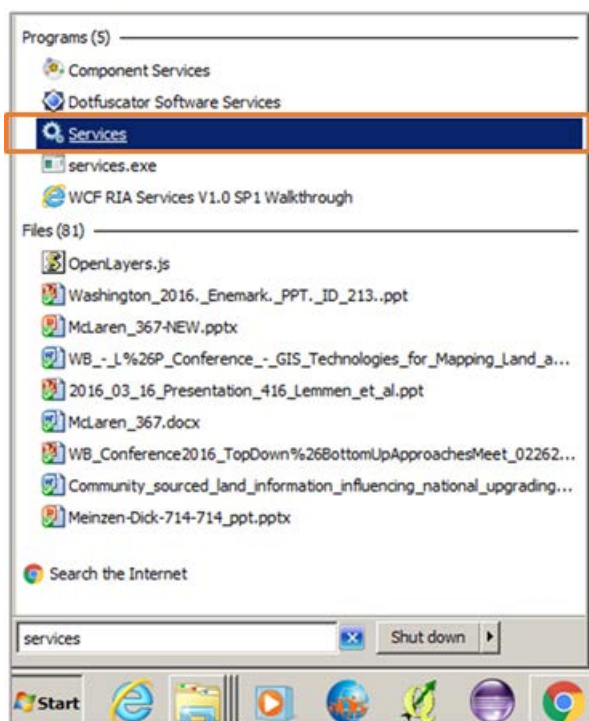 Programs (5)
Component Services
Dotfuscator Software Services
Services
services.exe
WCF RIA Services V1.0 SP1 Walkthrough
Files (81)
OpenLayers.js
Washington_2016._Enemark._PPT._ID_213..ppt
McLaren_367-NEW.pptx
WB_-_L%26P_Conference_-_GIS_Technologies_for_Mapping_Land_a...
2016_03_16_Presentation_416_Lemmen_et_al.ppt
McLaren_367.docx
WB_Conference2016_TopDown%26BottomUpApproachesMeet_02262...
Community_sourced_land_information_influencing_national_upgrading...
Meinzen-Dick-714-714_ppt.pptx
Search the Internet
services Shut down
Start